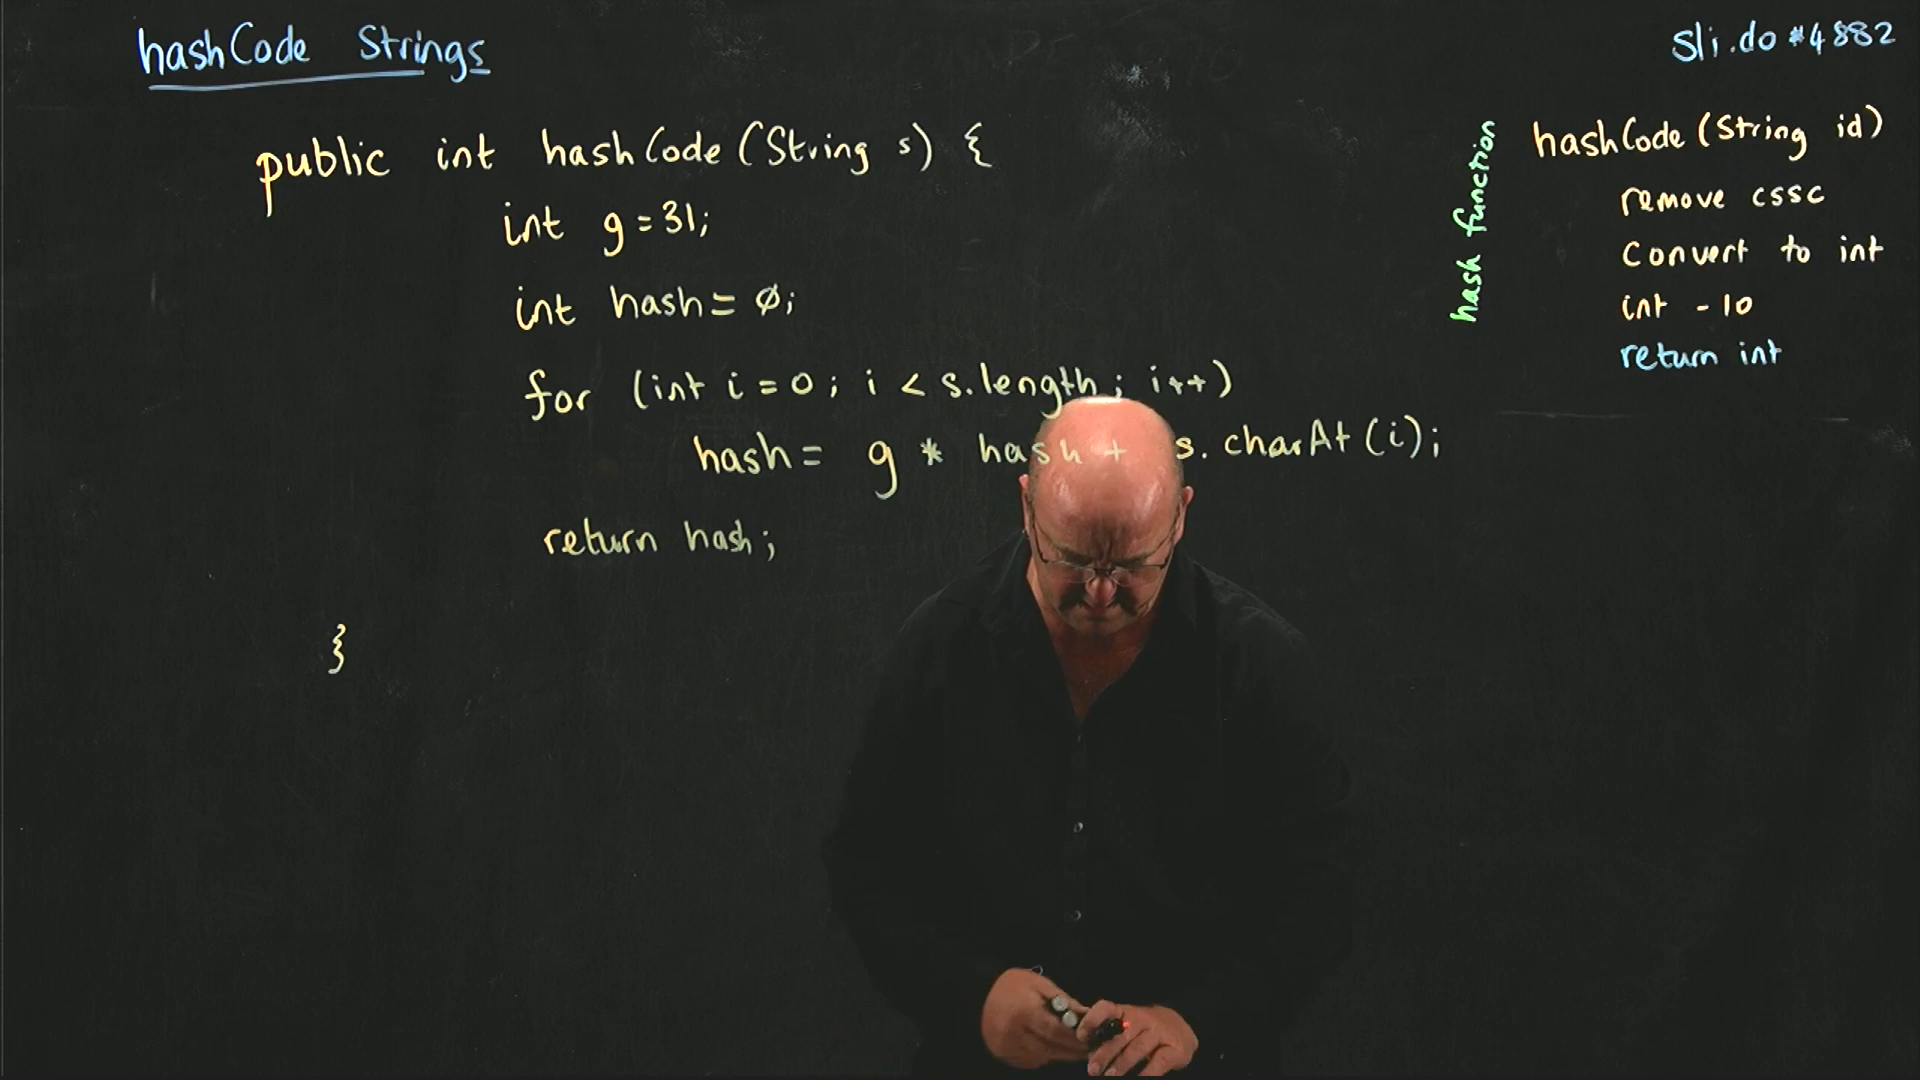 hashCode Strings
public int hashCode (String s) {
int g = 31;
int hash = 0;
for (int i = 0; i < s.length; i++)
hash = g * hash + s.charAt(i);
return hash;
}
sli.do #4882
hash function
hashCode (String id)
remove cssc
convert to int
int - 10
return int